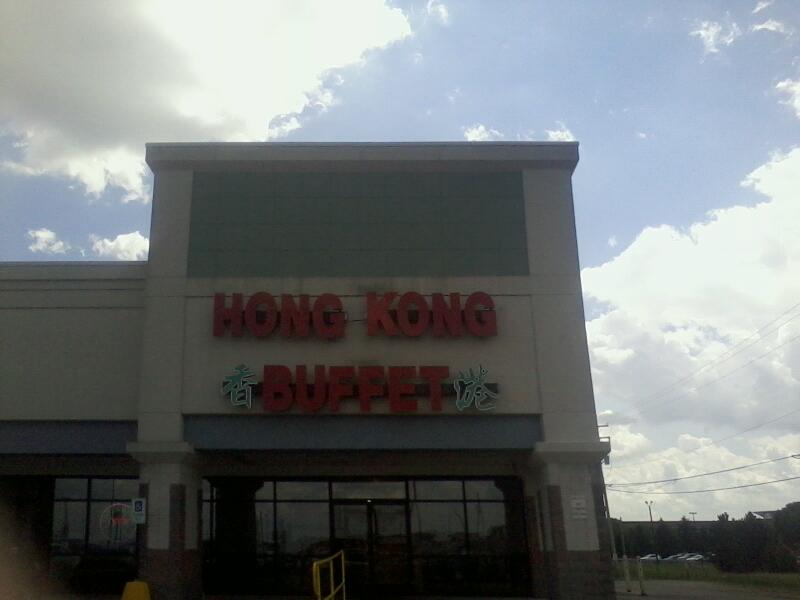 HONG KONG
香 BUFFET 港